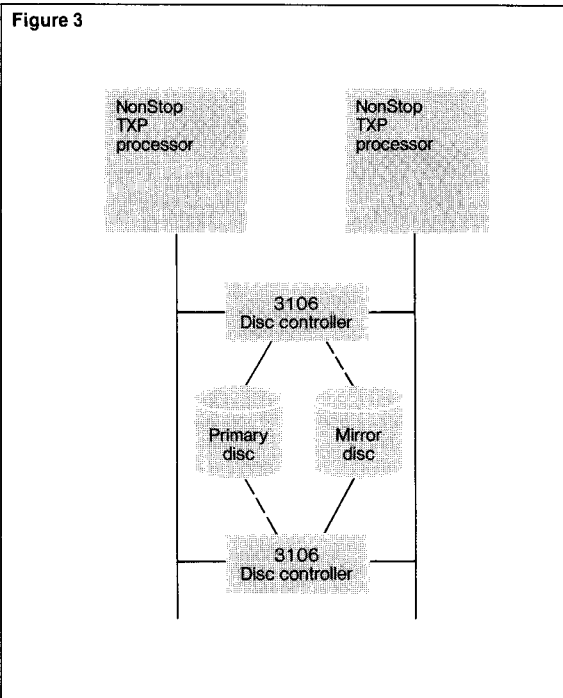 Figure 3
NonStop
TXP
processor
NonStop
TXP
processor
3106
Disc controller
Primary
disc
Mirror
disc
3106
Disc controller